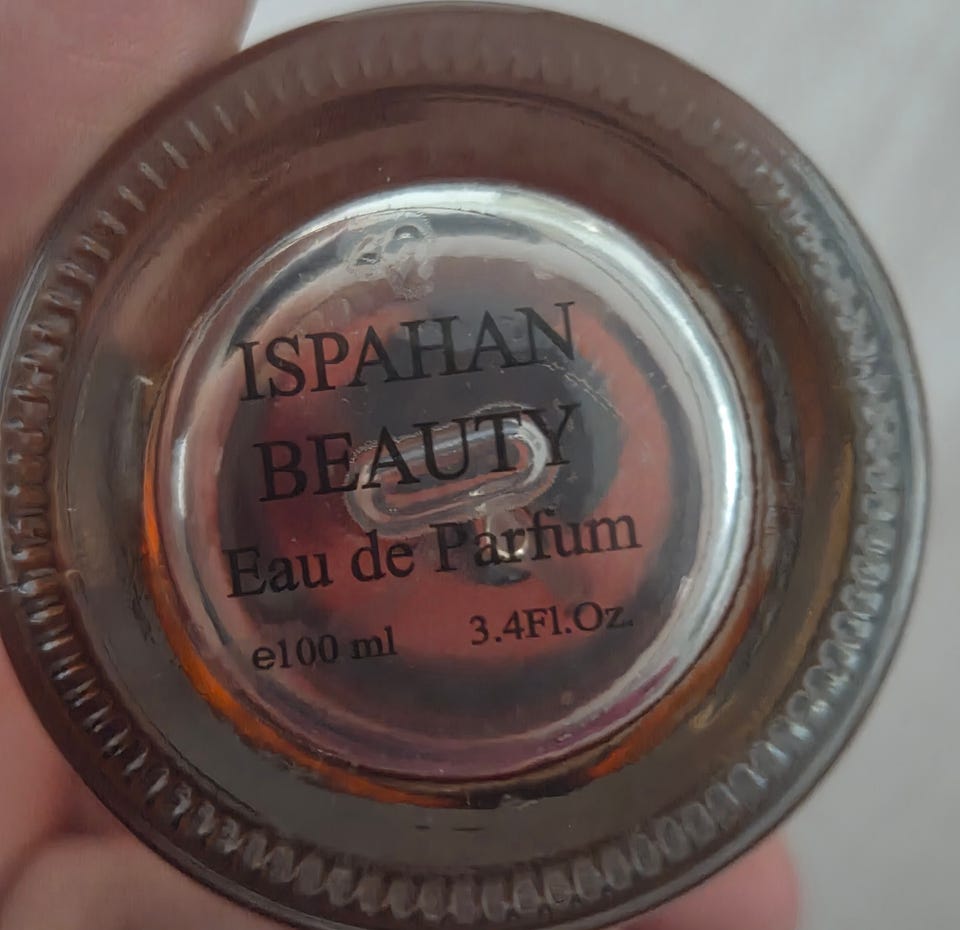 ISPAHAN
BEAUTY
Eau de Parfum
e100 ml 3.4Fl.Oz.